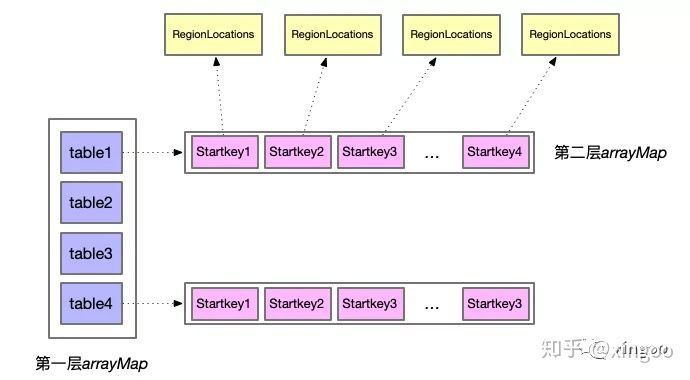 RegionLocations RegionLocations RegionLocations RegionLocations
table1 Startkey1 Startkey2 Startkey3 ... Startkey4 第二层arrayMap
table2
table3
table4 Startkey1 Startkey2 Startkey3 ... Startkey3
知乎 @xingoo
第一层arrayMap